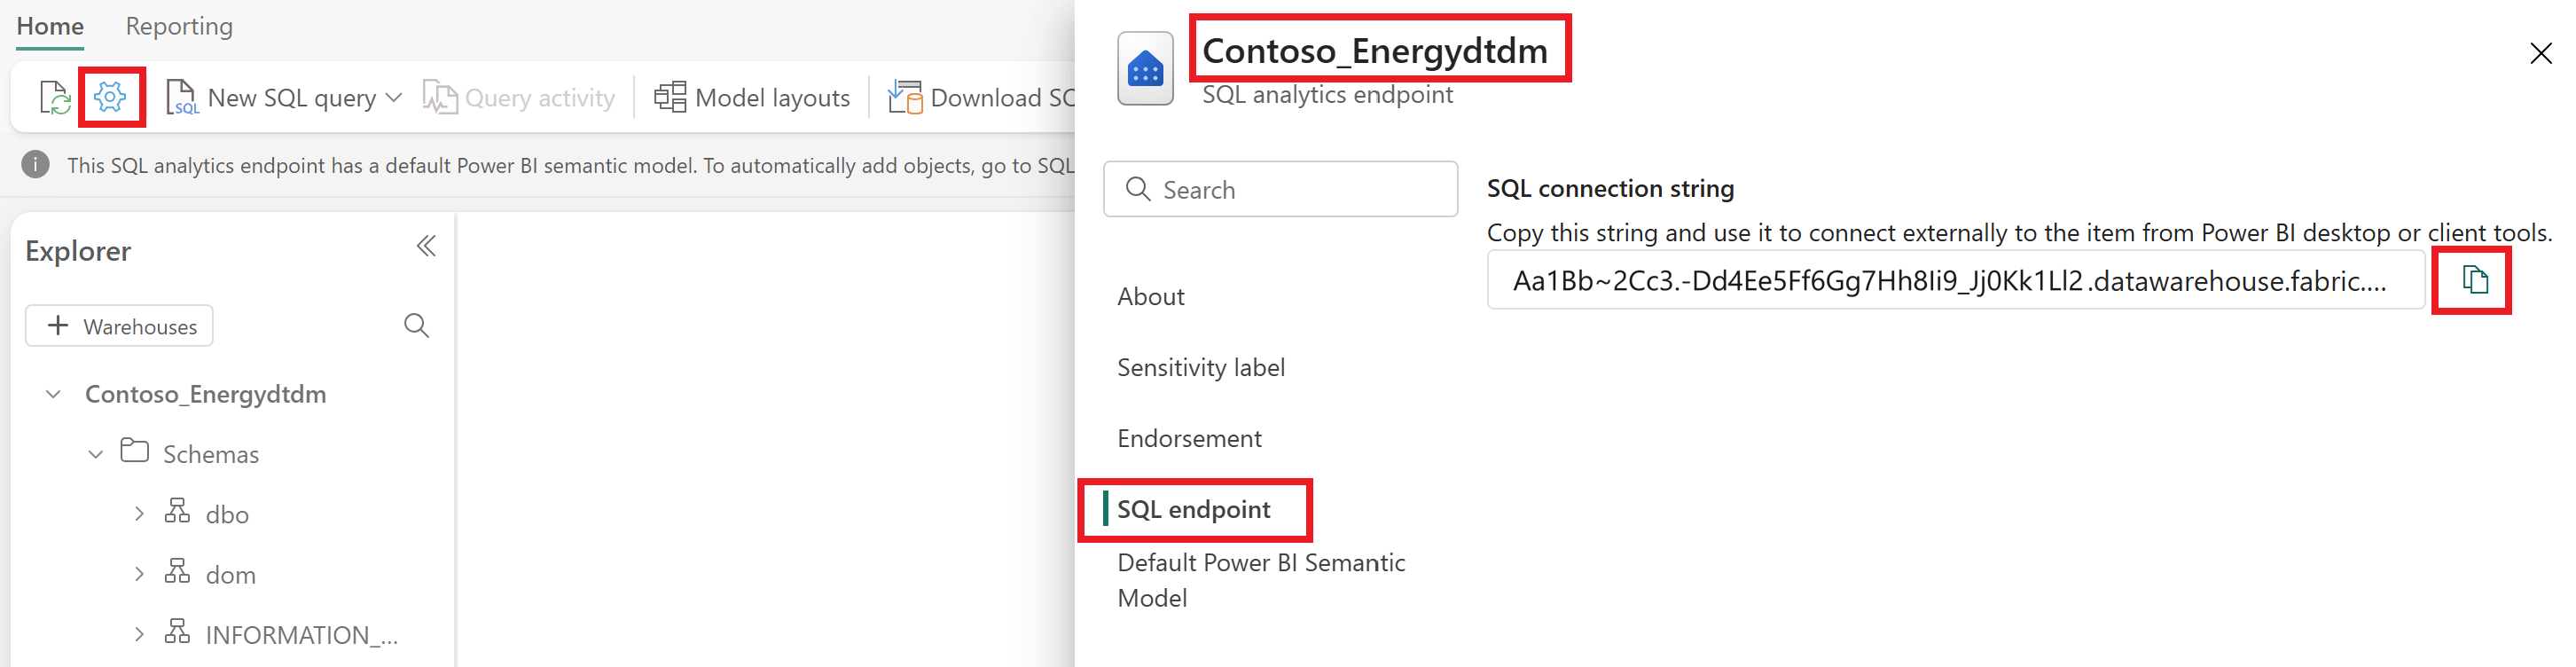 Home Reporting
SQL New SQL query Query activity Model layouts Download SC
This SQL analytics endpoint has a default Power BI semantic model. To automatically add objects, go to SQL
Explorer
+ Warehouses
Contoso_Energydtdm
Schemas
dbo
dom
INFORMATION_...
Contoso_Energydtdm
SQL analytics endpoint
Search
About
Sensitivity label
Endorsement
SQL endpoint
Default Power BI Semantic
Model
SQL connection string
Copy this string and use it to connect externally to the item from Power BI desktop or client tools.
Aa1Bb~2Cc3.-Dd4Ee5Ff6Gg7Hh8Ii9_Jj0Kk1Ll2.datawarehouse.fabric....